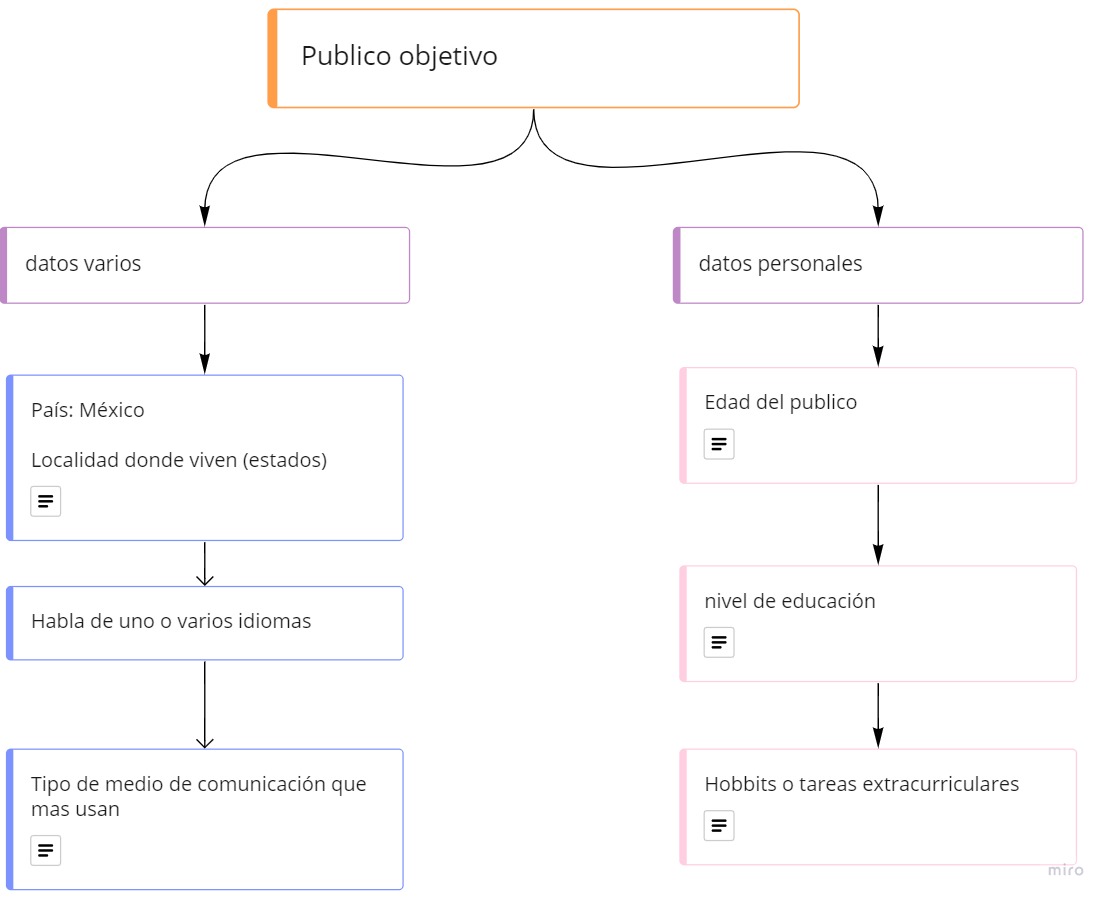 Publico objetivo
datos varios
datos personales
País: México
Localidad donde viven (estados)
Habla de uno o varios idiomas
Tipo de medio de comunicación que
mas usan
Edad del publico
nivel de educación
Hobbits o tareas extracurriculares
miro